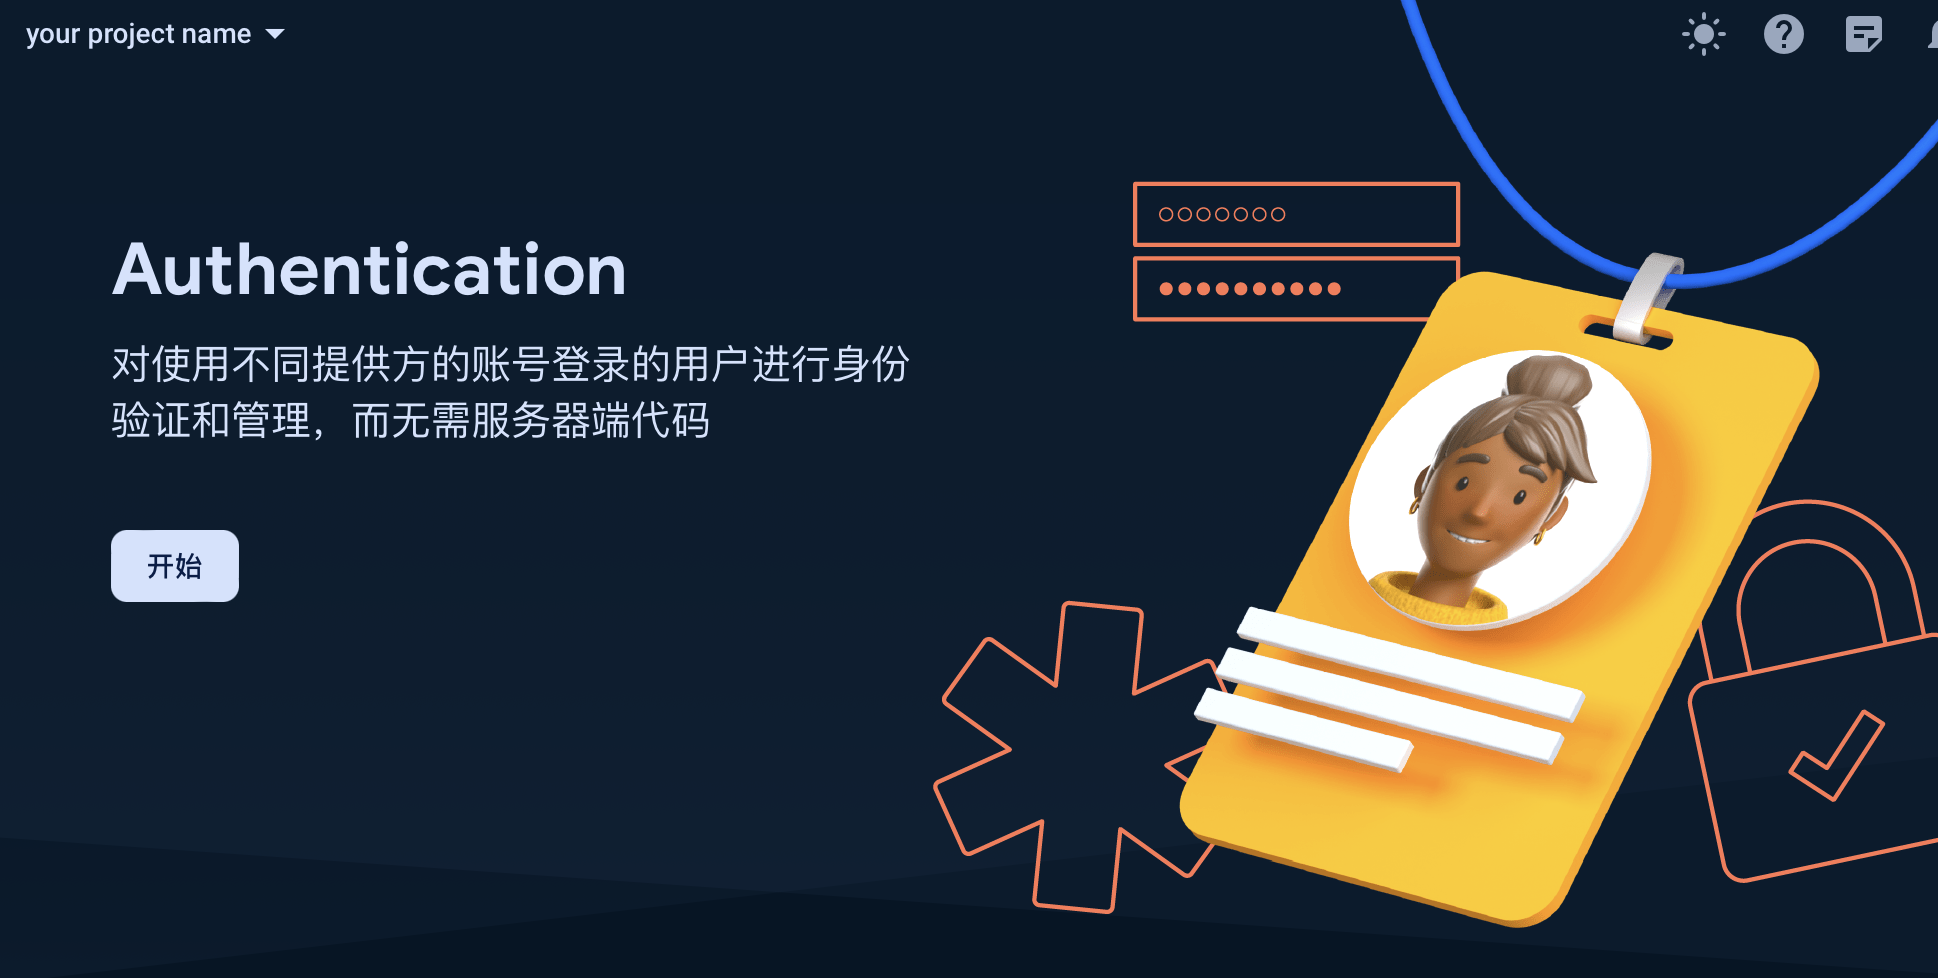 your project name
Authentication
对使用不同提供方的账号登录的用户进行身份
验证和管理，而无需服务器端代码
开始